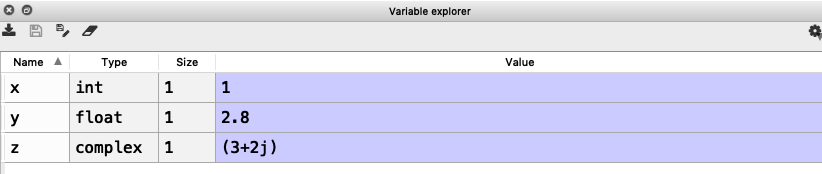 Variable explorer
Name Type Size Value
x int 1 1
y float 1 2.8
z complex 1 (3+2j)